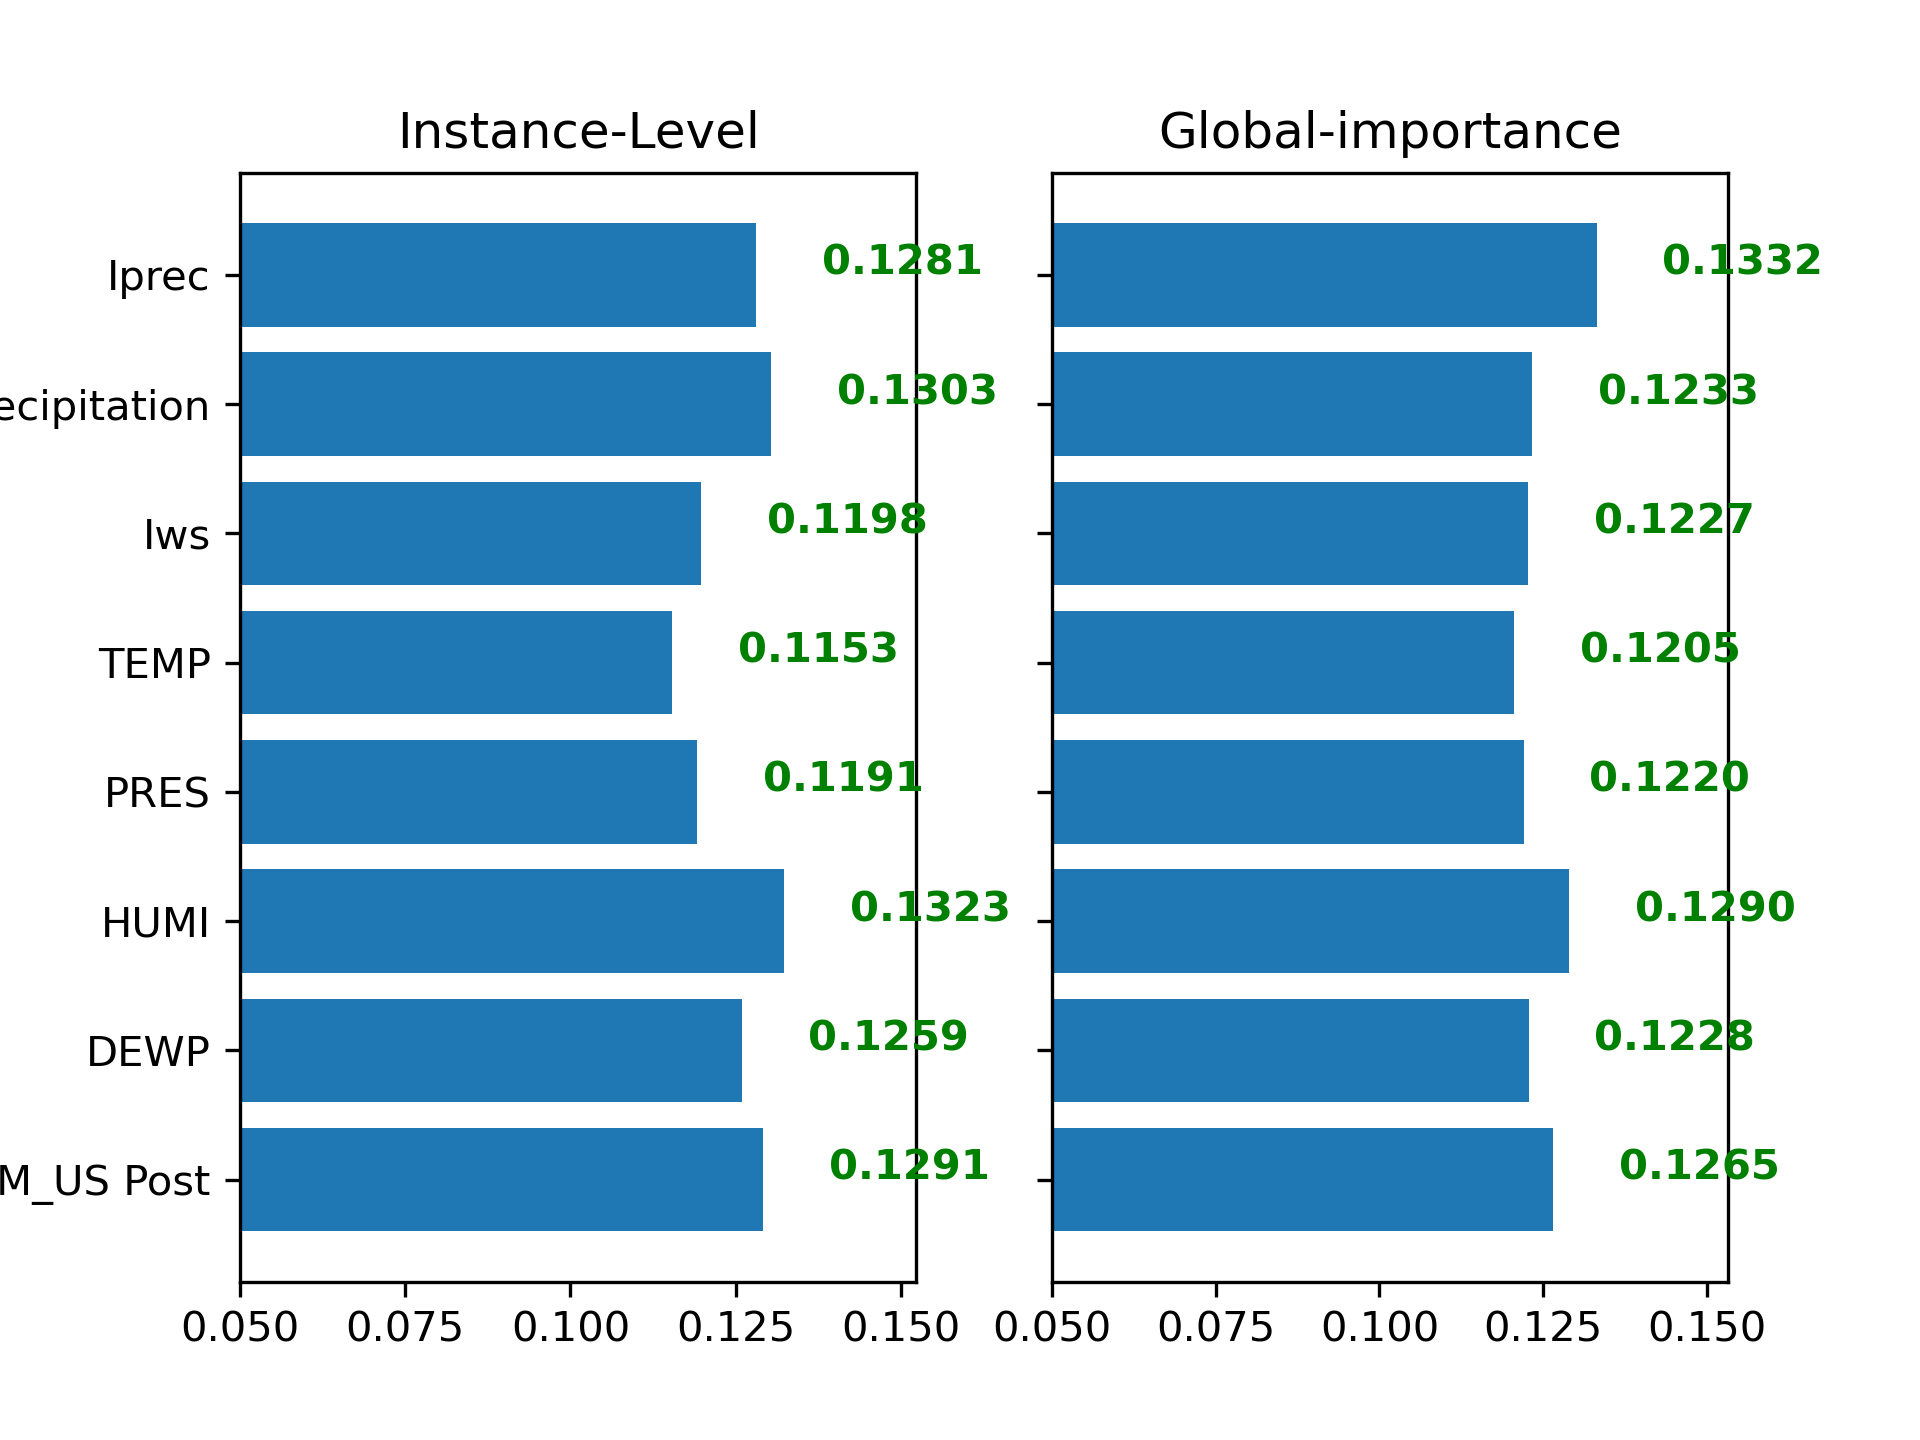 Instance-Level Global-importance
Iprec 0.1281 0.1332
ecipitation 0.1303 0.1233
Iws 0.1198 0.1227
TEMP 0.1153 0.1205
PRES 0.1191 0.1220
HUMI 0.1323 0.1290
DEWP 0.1259 0.1228
M_US Post 0.1291 0.1265
0.050 0.075 0.100 0.125 0.150 0.050 0.075 0.100 0.125 0.150